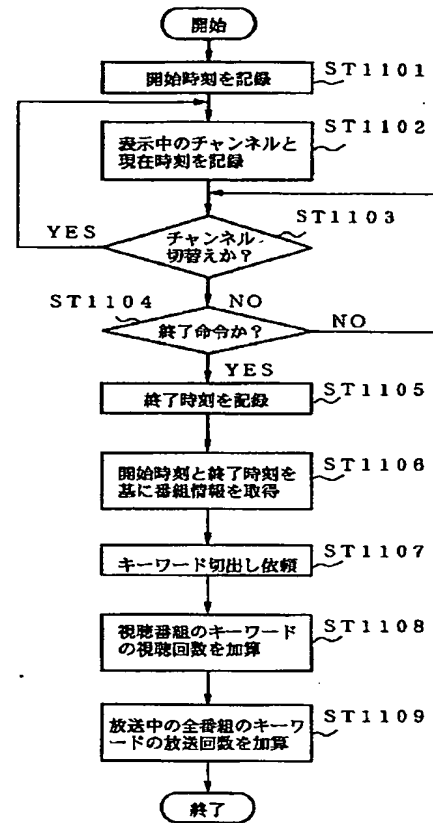 開始
開始時刻を記録
ST1101
表示中のチャンネルと
現在時刻を記録
ST1102
チャンネル
切替えか?
ST1103
YES
NO
終了命令か?
ST1104
NO
YES
終了時刻を記録
ST1105
開始時刻と終了時刻を
基に番組情報を取得
ST1106
キーワード切出し依頼
ST1107
視聴番組のキーワード
の視聴回数を加算
ST1108
放送中の全番組のキーワ
ードの放送回数を加算
ST1109
終了